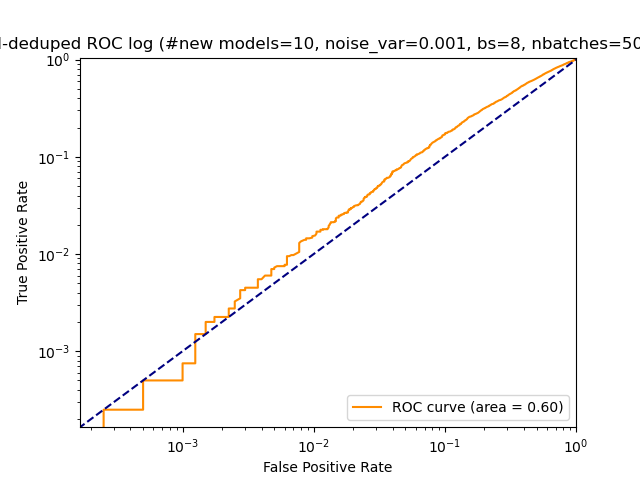 -deduped ROC log (#new models=10, noise_var=0.001, bs=8, nbatches=50
10⁰
10⁻¹
10⁻²
10⁻³
True Positive Rate
ROC curve (area = 0.60)
10⁻³ 10⁻² 10⁻¹ 10⁰
False Positive Rate